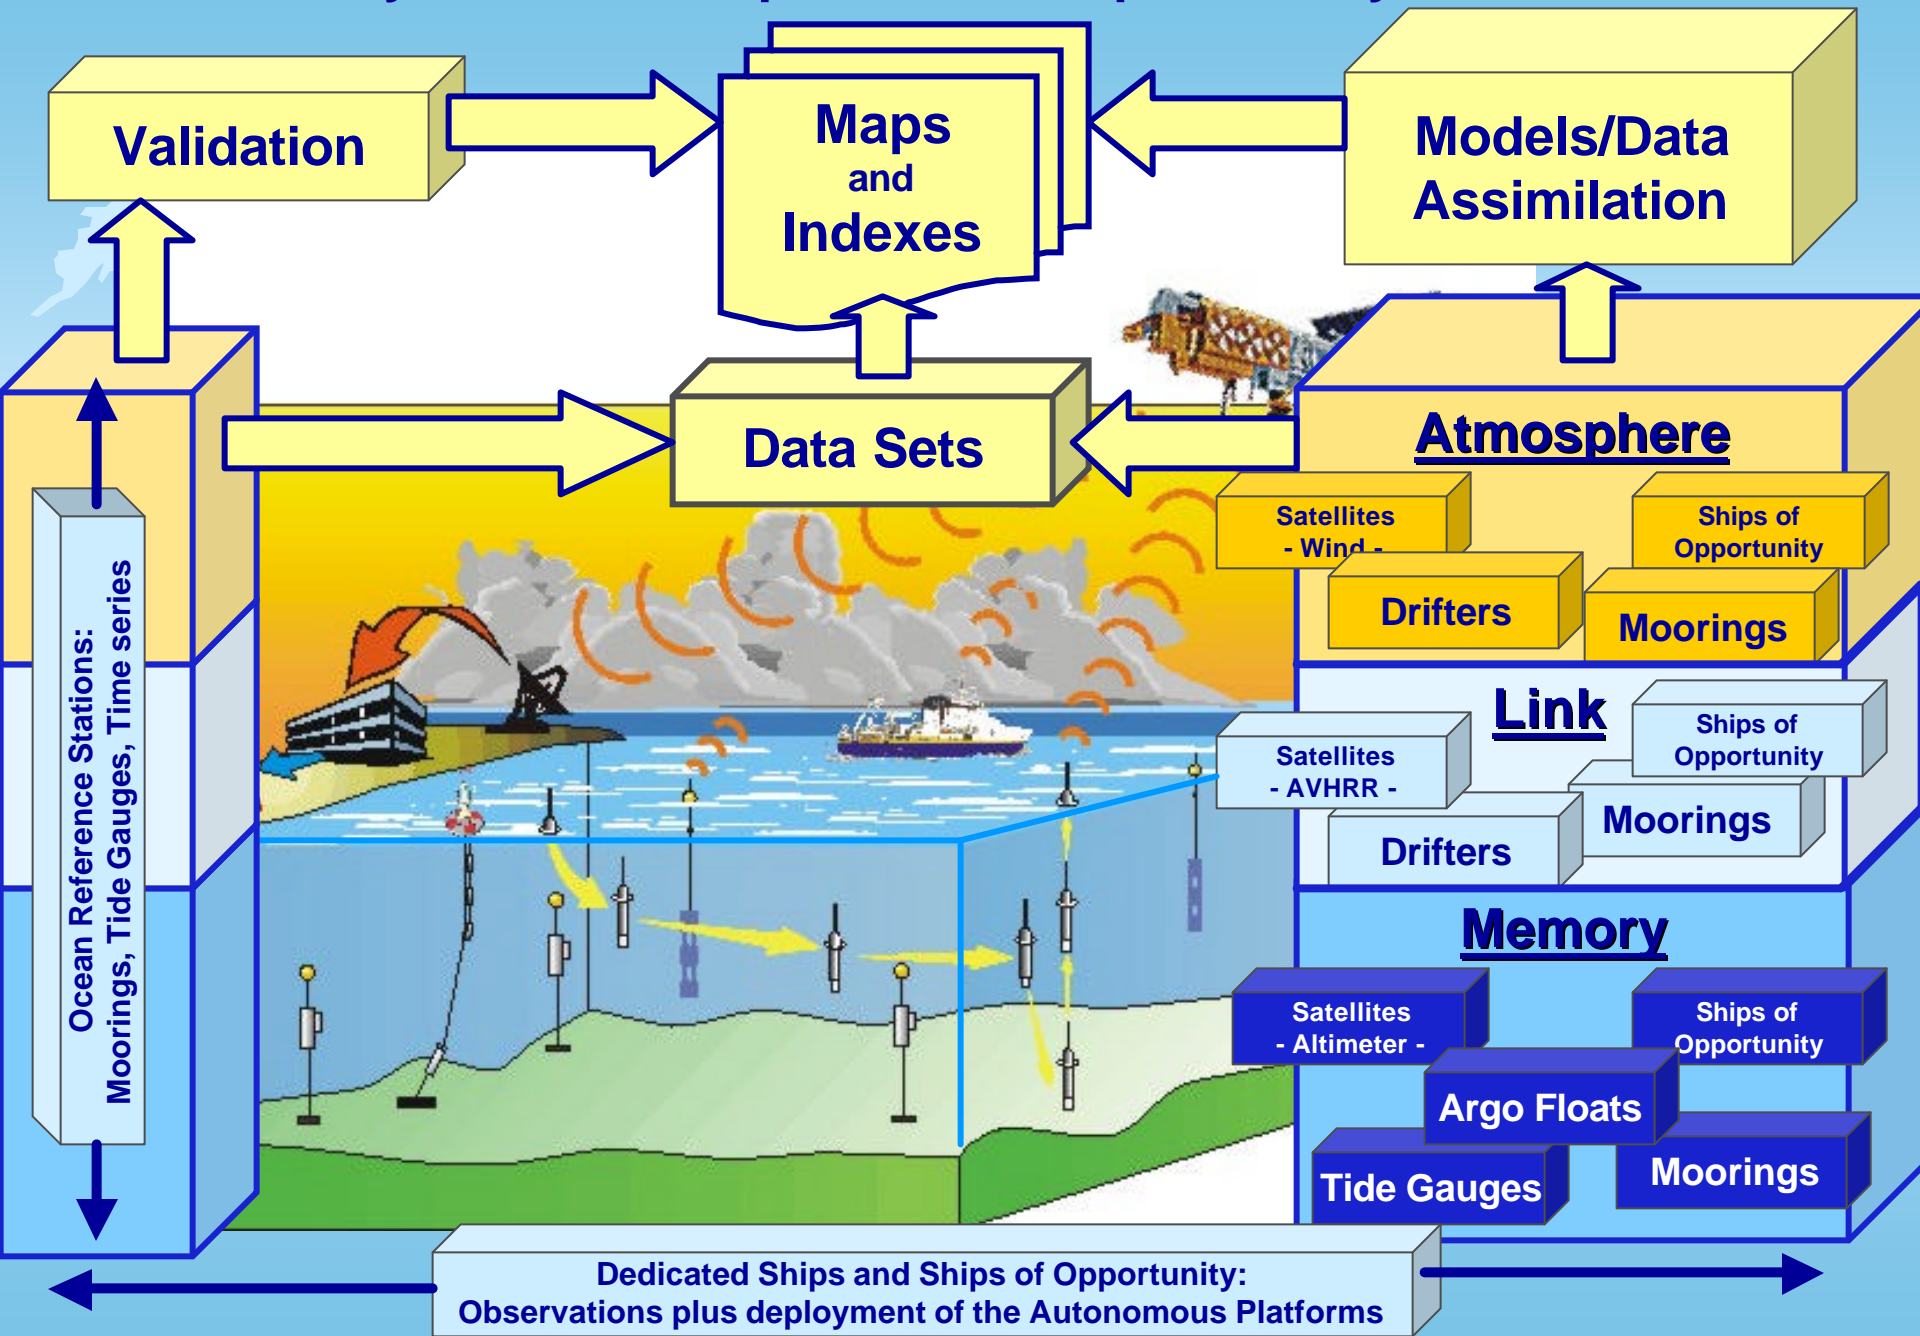 Validation
Maps
and
Indexes
Models/Data
Assimilation
Data Sets
Ocean Reference Stations:
Moorings, Tide Gauges, Time series
Atmosphere
Satellites
- Wind -
Ships of
Opportunity
Drifters
Moorings
Link
Satellites
- AVHRR -
Ships of
Opportunity
Moorings
Drifters
Memory
Satellites
- Altimeter -
Ships of
Opportunity
Argo Floats
Tide Gauges
Moorings
Dedicated Ships and Ships of Opportunity:
Observations plus deployment of the Autonomous Platforms